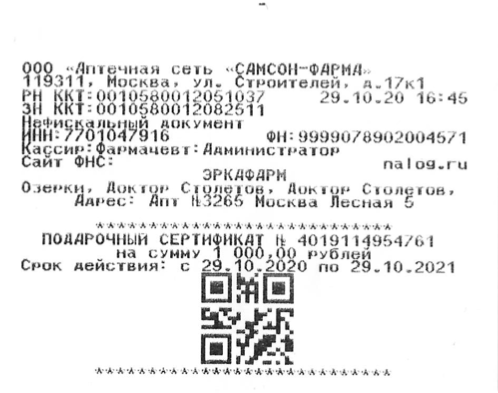 ООО «Аптечная сеть «САМСОН-ФАРМА»
119311, Москва, ул. Строителей, д.17к1
РН ККТ:0010580012051037 29.10.20 16:45
ЗН ККТ:0010580012082511
Нефискальный документ
ИНН:7701047916 ФН:9999078902004571
Кассир:Фармачевт:Администратор
Сайт ФНС: nalog.ru
ЭРКАФАРМ
Озерки, Доктор Столетов, Доктор Столетов,
Адрес: Апт №3265 Москва Лесная 5
******************************
ПОДАРОЧНЫЙ СЕРТИФИКАТ № 4019114954761
на сумму 1 000,00 рублей
Срок действия: с 29.10.2020 по 29.10.2021
******************************